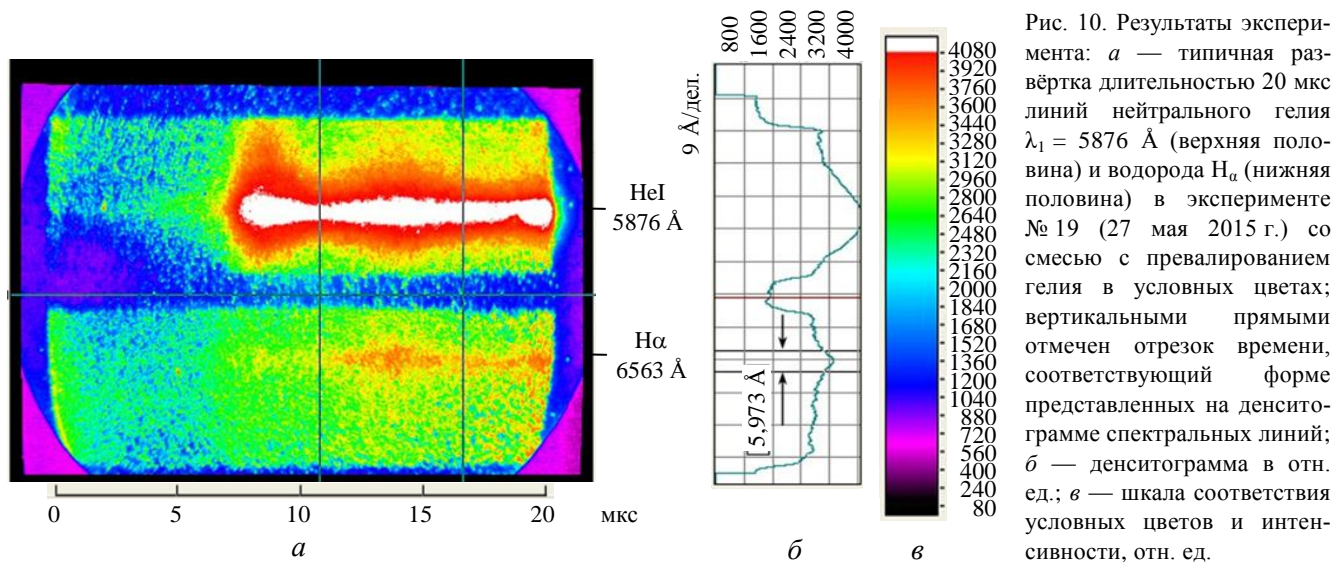 HeI
5876 Å
Hα
6563 Å
0 5 10 15 20 мкс
а
800
1600
2400
3200
4000
9 Å/дел.
[5,973 Å
б
4080
3920
3760
3600
3440
3280
3120
2960
2800
2640
2480
2320
2160
2000
1840
1680
1520
1360
1200
1040
880
720
560
400
240
80
в
Рис. 10. Результаты экспери-
мента: а — типичная раз-
вёртка длительностью 20 мкс
линий нейтрального гелия
λ₁ = 5876 Å (верхняя поло-
вина) и водорода Hα (нижняя
половина) в эксперименте
№ 19 (27 мая 2015 г.) со
смесью с превалированием
гелия в условных цветах;
вертикальными прямыми
отмечен отрезок времени,
соответствующий форме
представленных на денсито-
грамме спектральных линий;
б — денситограмма в отн.
ед.; в — шкала соответствия
условных цветов и интен-
сивности, отн. ед.